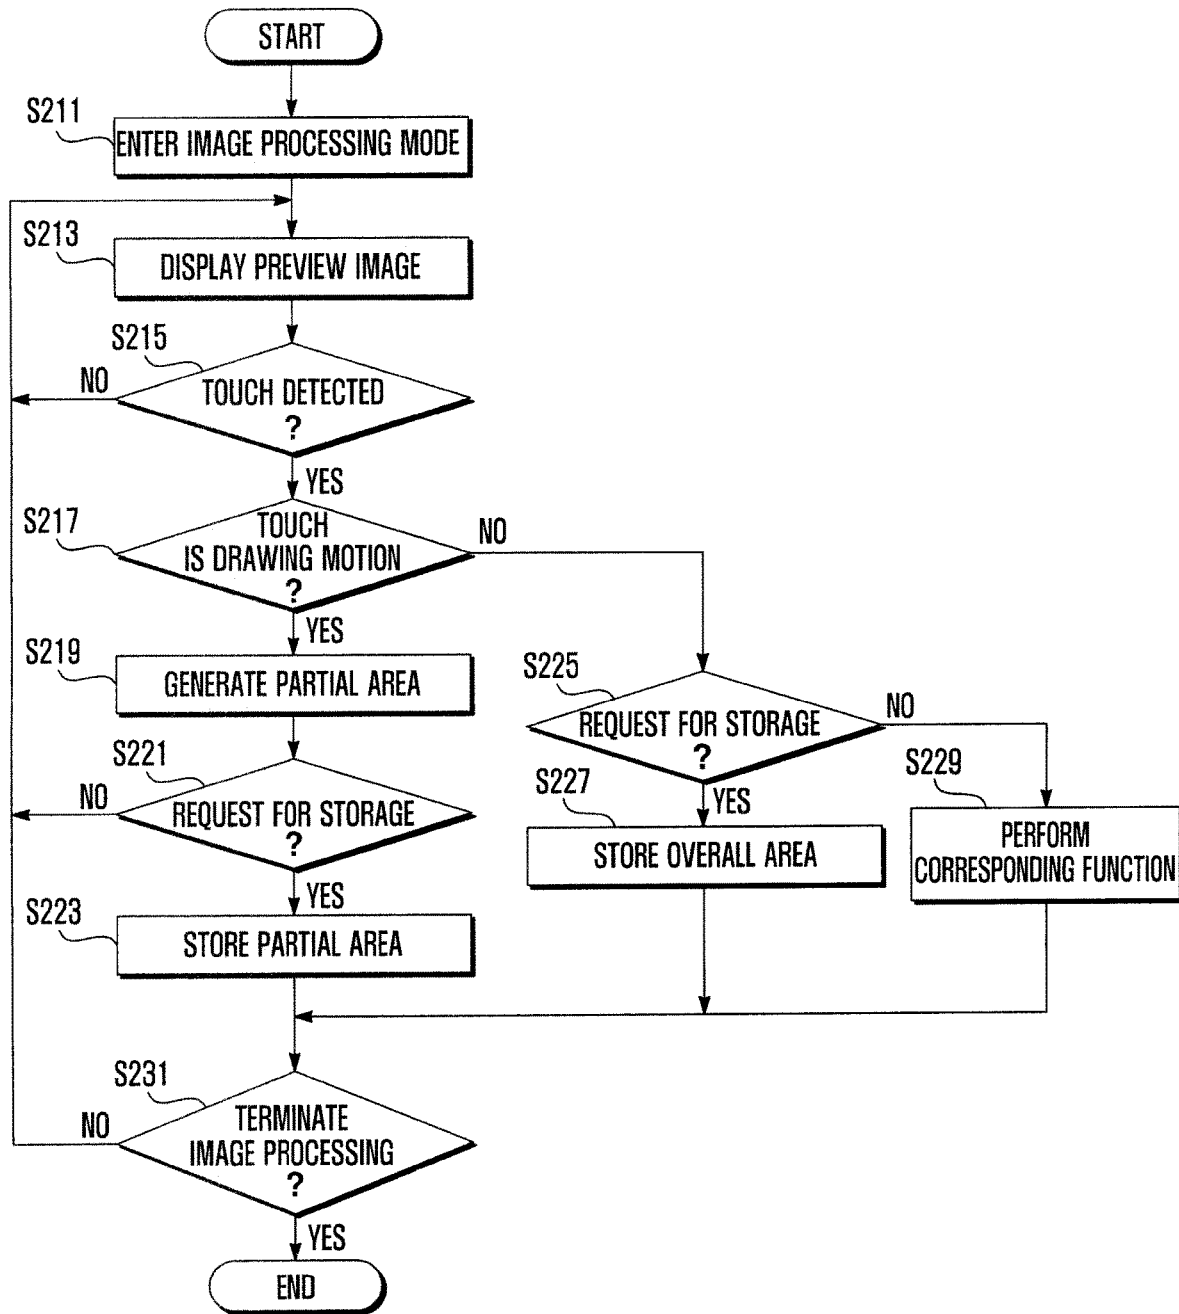 START
S211
ENTER IMAGE PROCESSING MODE
S213
DISPLAY PREVIEW IMAGE
S215
NO
TOUCH DETECTED
?
YES
S217
TOUCH
IS DRAWING MOTION
?
NO
YES
S219
GENERATE PARTIAL AREA
S225
REQUEST FOR STORAGE
?
NO
YES
S221
NO
REQUEST FOR STORAGE
?
YES
S227
STORE OVERALL AREA
S229
PERFORM
CORRESPONDING FUNCTION
S223
STORE PARTIAL AREA
S231
NO
TERMINATE
IMAGE PROCESSING
?
YES
END